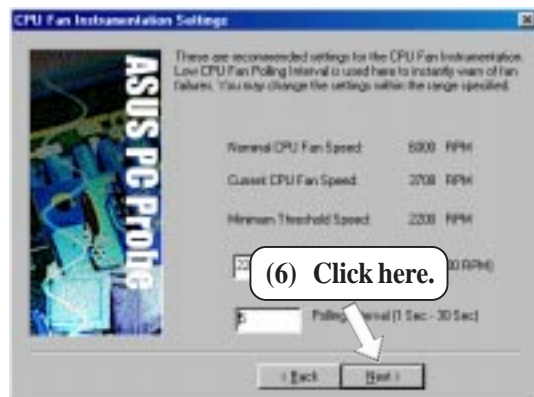 CPU Fan Instrumentation Settings
ASUS PC Probe
These are recommended settings for the CPU Fan Instrumentation.
Low CPU Fan Polling Interval is used here to instantly warn of fan
failures. You may change the settings within the range specified.
Nominal CPU Fan Speed: 6000 RPM
Current CPU Fan Speed: 3708 RPM
Minimum Threshold Speed: 2200 RPM
RPM)
(6) Click here.
5 Polling (1 Sec - 30 Sec)
< Back Next >